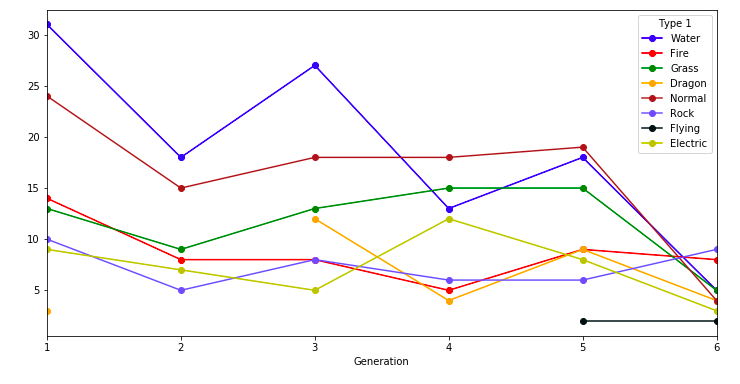 Type 1
Water
Fire
Grass
Dragon
Normal
Rock
Flying
Electric
30
25
20
15
10
5
1 2 3 4 5 6
Generation